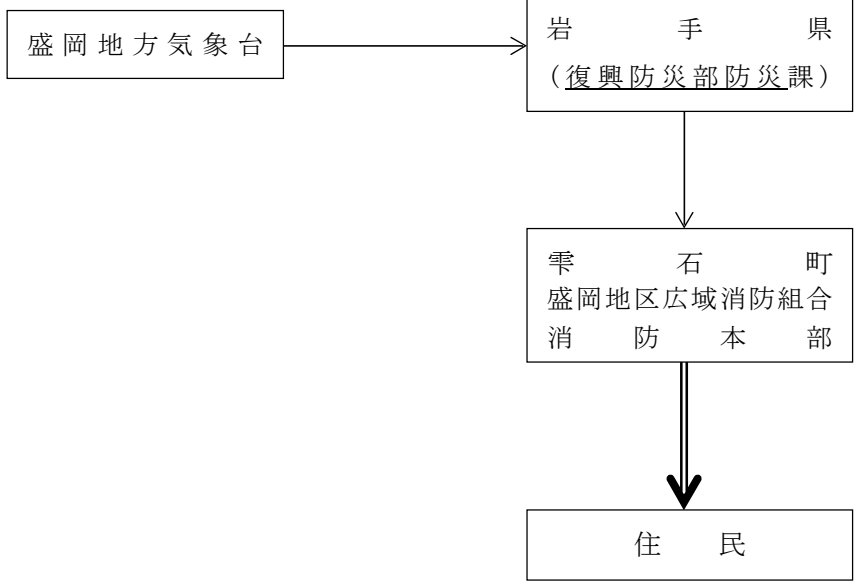 盛岡地方気象台
岩手県
（復興防災部防災課）
雫石町
盛岡地区広域消防組合
消防本部
住民